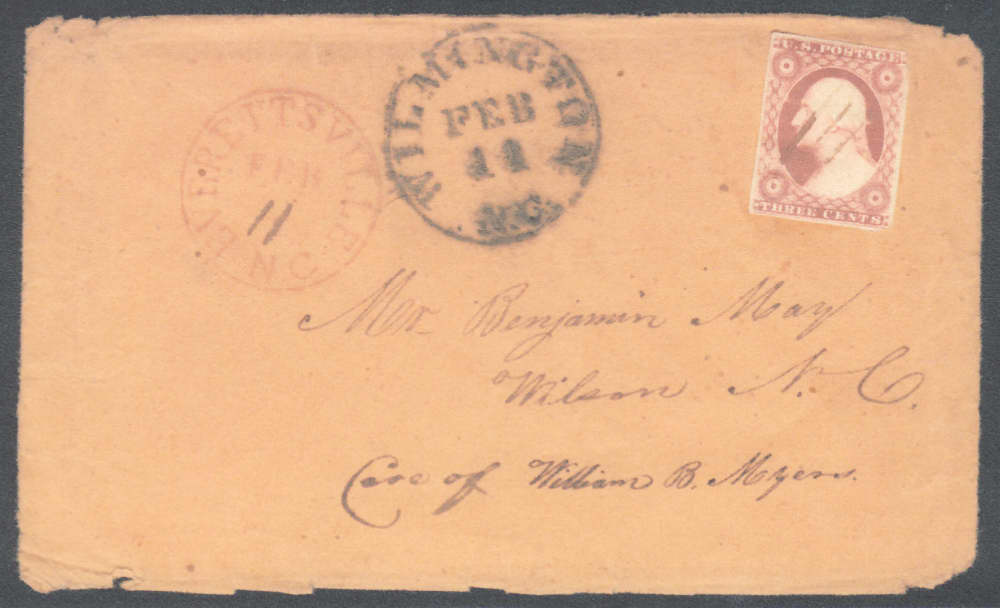 EVERETTSVILLE
FEB
11
N.C.
WILMINGTON
FEB
11
N.C.
U.S. POSTAGE
THREE CENTS
Mr Benjamin May
Wilson N. C.
Care of William B. Myers.